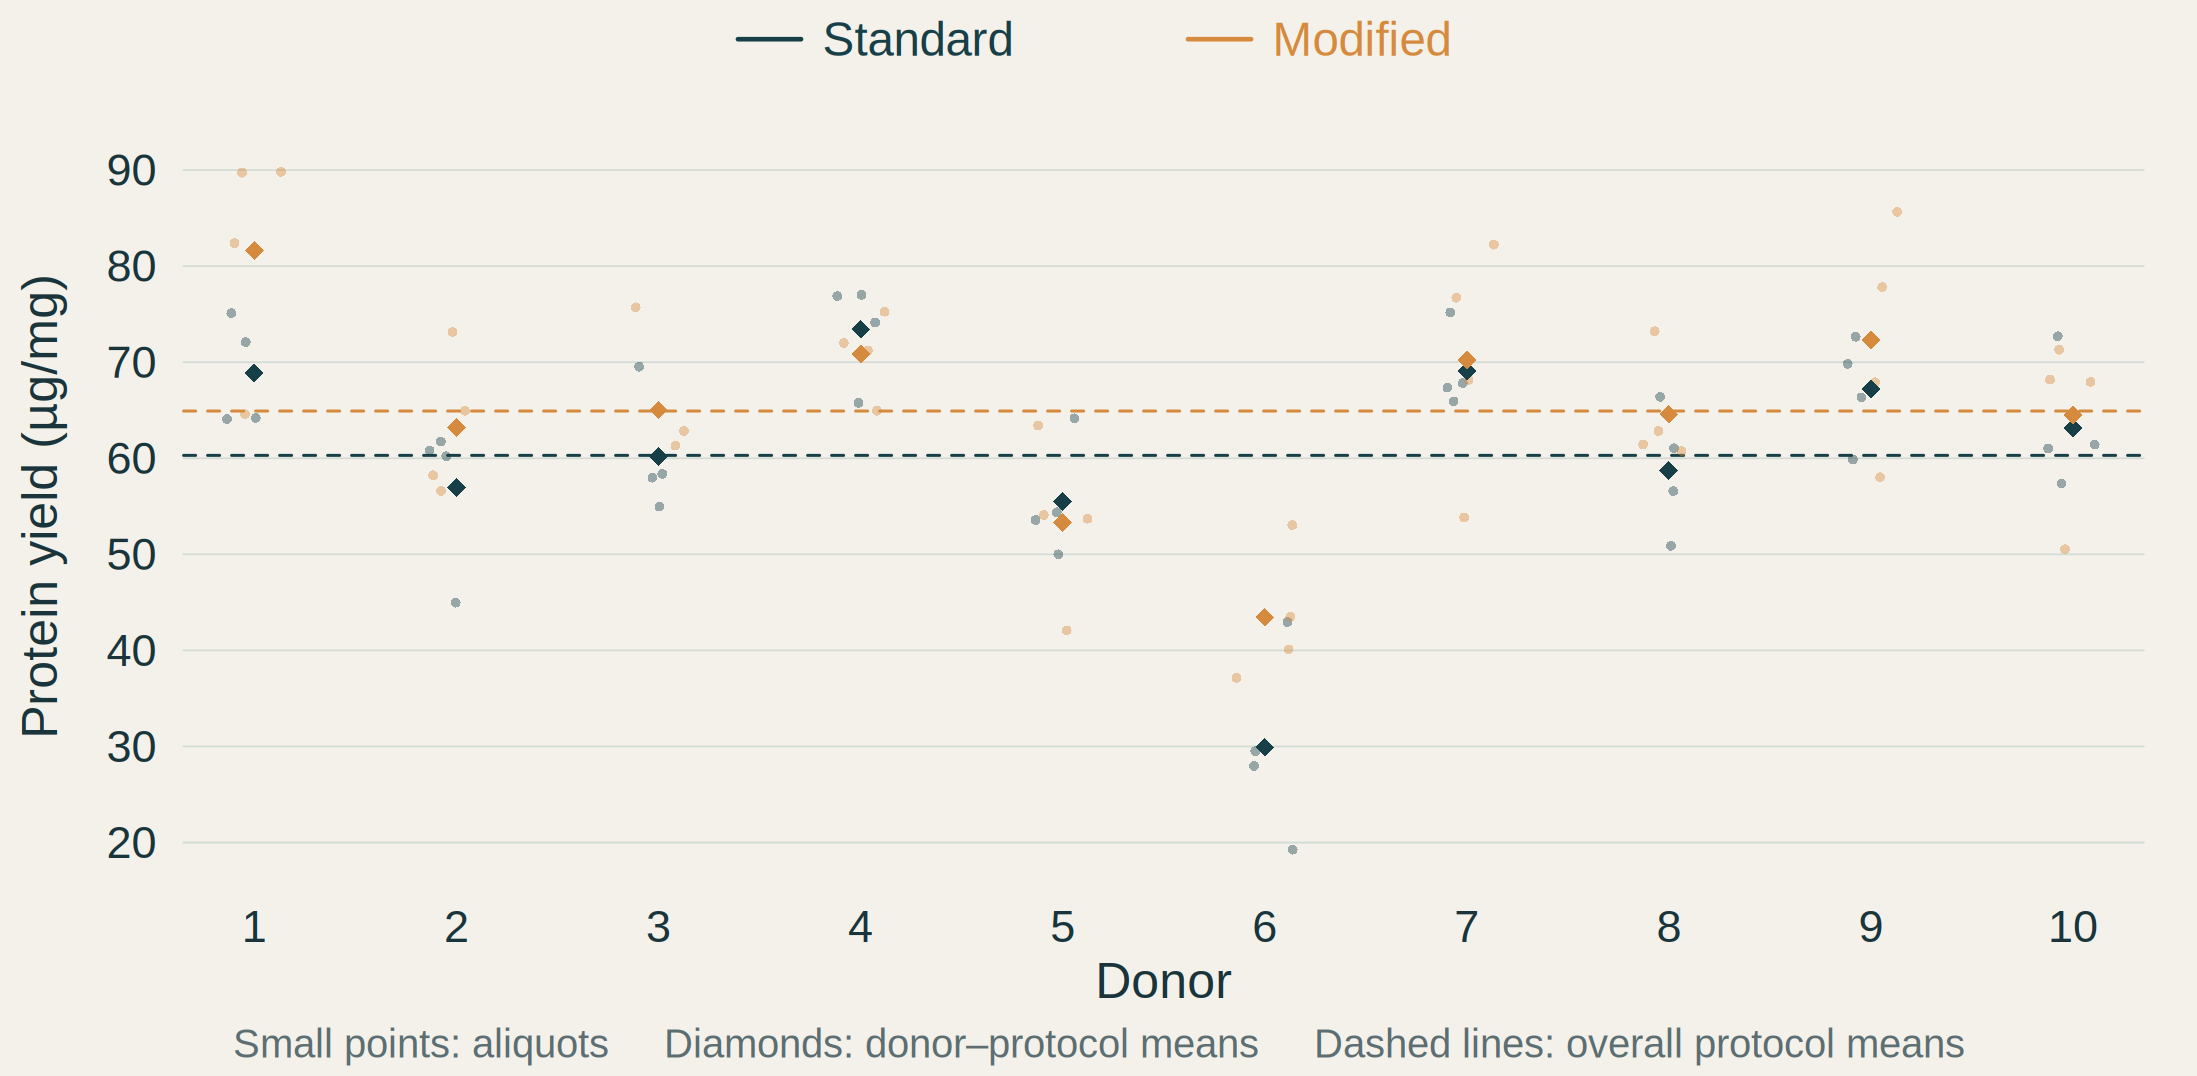 Standard Modified
Protein yield (µg/mg)
90
80
70
60
50
40
30
20
1 2 3 4 5 6 7 8 9 10
Donor
Small points: aliquots Diamonds: donor–protocol means Dashed lines: overall protocol means